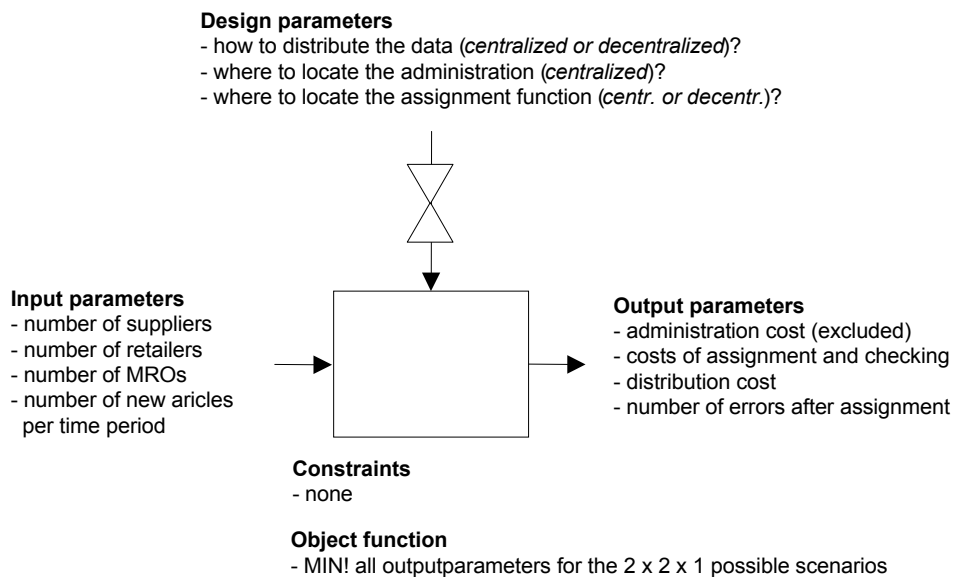 Design parameters
- how to distribute the data (centralized or decentralized)?
- where to locate the administration (centralized)?
- where to locate the assignment function (centr. or decentr.)?
Input parameters
- number of suppliers
- number of retailers
- number of MROs
- number of new aricles
per time period
Output parameters
- administration cost (excluded)
- costs of assignment and checking
- distribution cost
- number of errors after assignment
Constraints
- none
Object function
- MIN! all outputparameters for the 2 x 2 x 1 possible scenarios